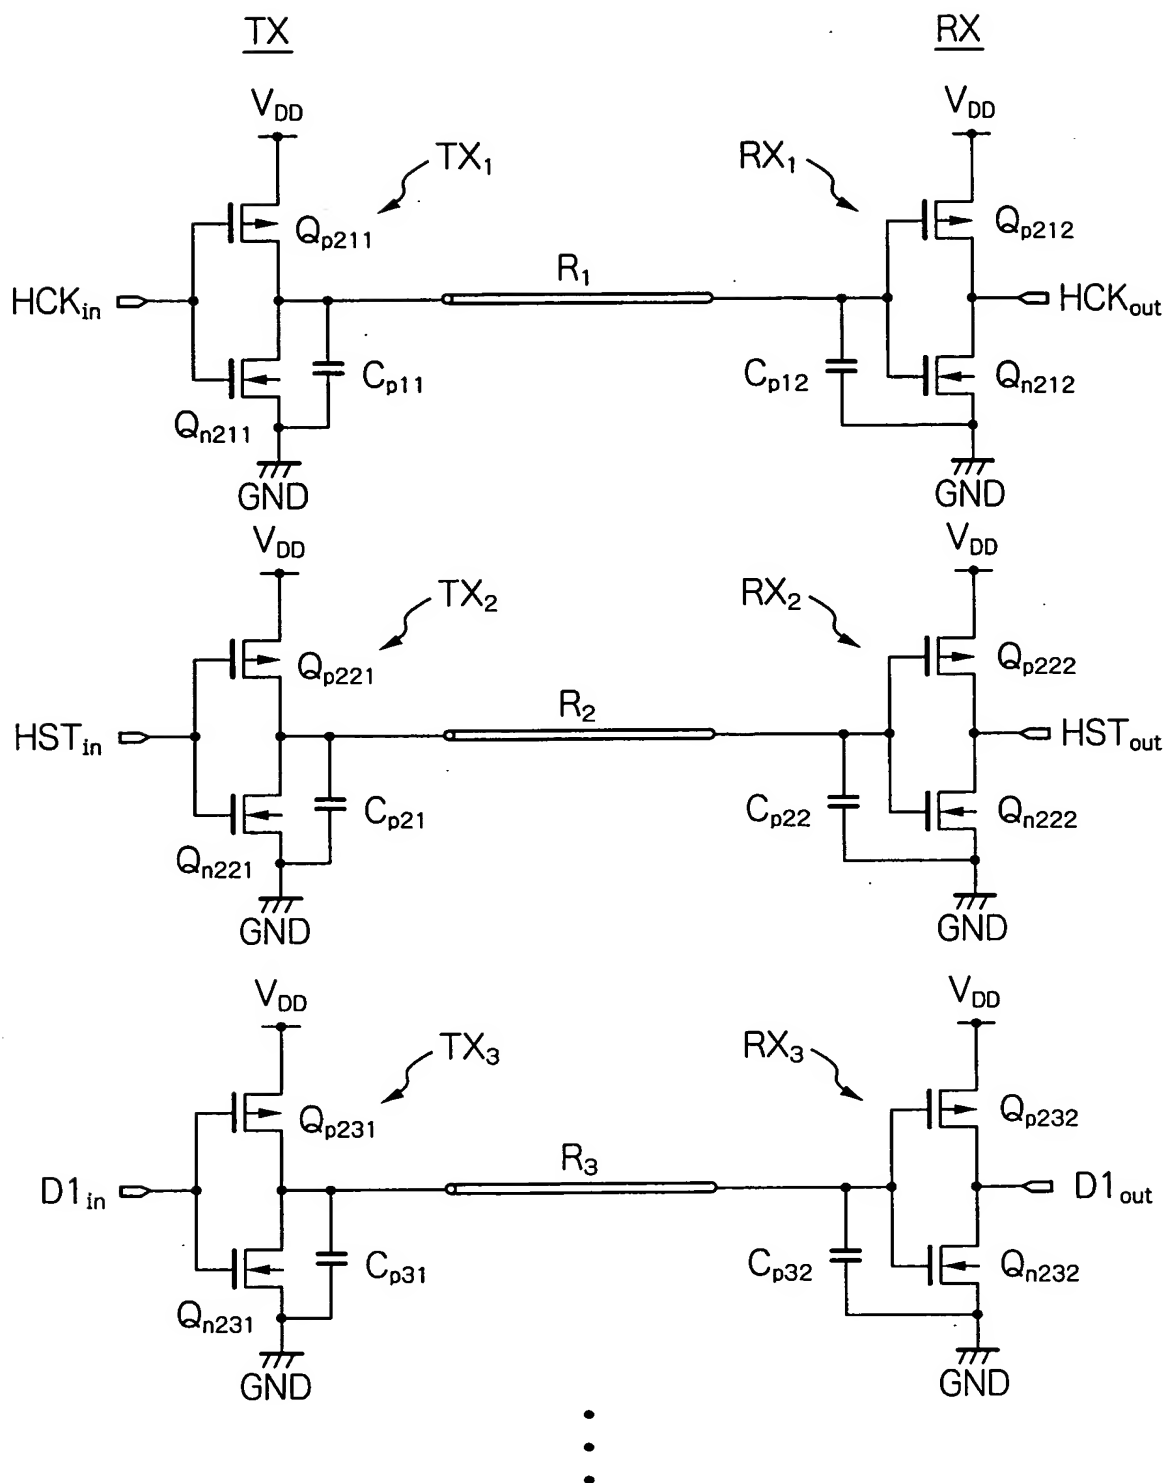 TX
RX
VDD
VDD
TX1
RX1
Qp211
Qp212
R1
HCKin
HCKout
Cp11
Cp12
Qn212
Qn211
GND
GND
VDD
VDD
TX2
RX2
Qp221
Qp222
R2
HSTin
HSTout
Cp21
Cp22
Qn222
Qn221
GND
GND
VDD
VDD
TX3
RX3
Qp231
Qp232
R3
D1in
D1out
Cp31
Cp32
Qn232
Qn231
GND
GND